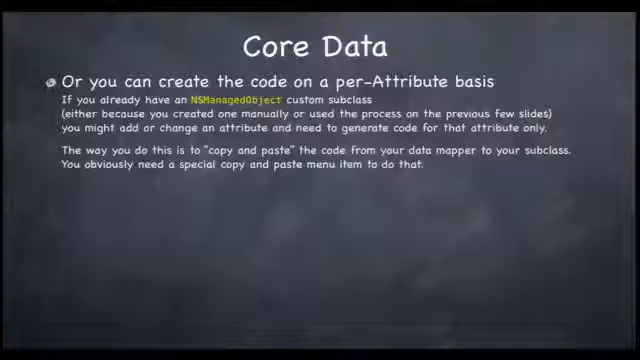 Core Data
Or you can create the code on a per-Attribute basis
If you already have an NSManagedObject custom subclass
(either because you created one manually or used the process on the previous few slides)
you might add or change an attribute and need to generate code for that attribute only.
The way you do this is to "copy and paste" the code from your data mapper to your subclass.
You obviously need a special copy and paste menu item to do that.